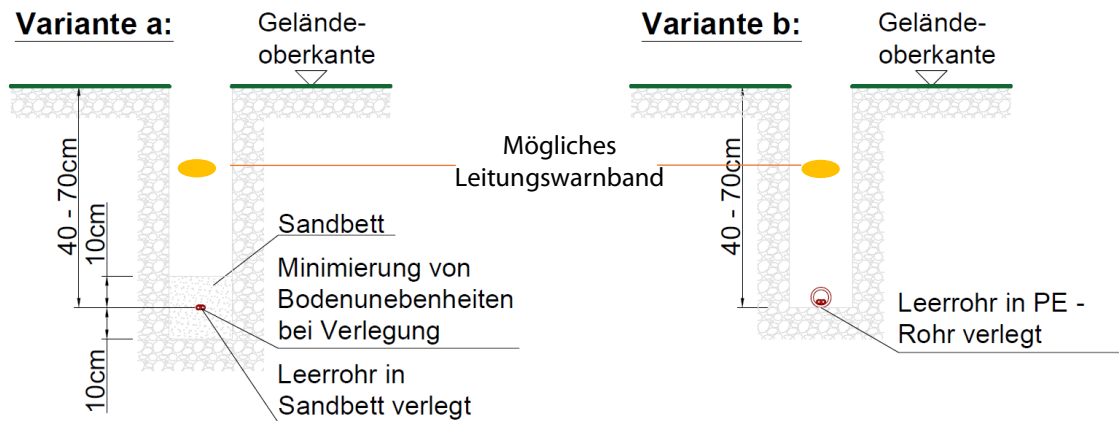 Variante a:
Gelände-
oberkante
40 - 70cm
10cm
10cm
Sandbett
Minimierung von
Bodenunebenheiten
bei Verlegung
Leerrohr in
Sandbett verlegt
Mögliches
Leitungswarnband
Variante b:
Gelände-
oberkante
40 - 70cm
Leerrohr in PE -
Rohr verlegt